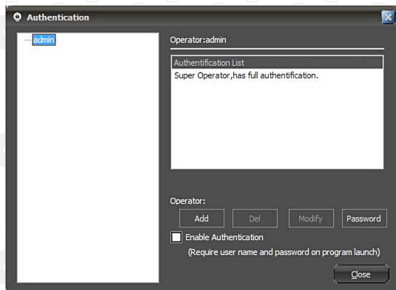 Authentication
admin
Operator:admin
Authentification List
Super Operator,has full authentification.
Operator:
Add
Del
Modify
Password
Enable Authentication
(Require user name and password on program launch)
Close